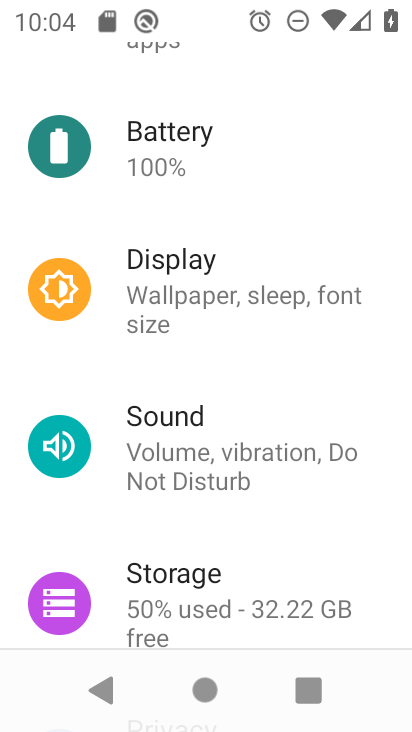 10:04
apps
Battery
100%
Display
Wallpaper, sleep, font
size
Sound
Volume, vibration, Do
Not Disturb
Storage
50% used - 32.22 GB
free
Privacy